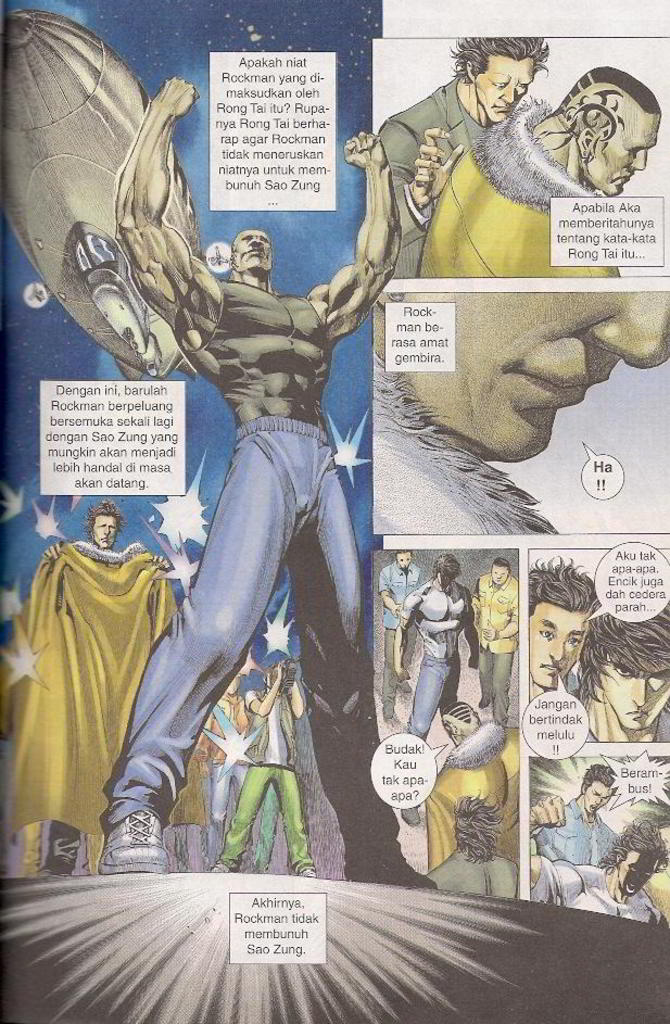 Apakah niat
Rockman yang di-
maksudkan oleh
Rong Tai itu? Rupa-
nya Rong Tai berha-
rap agar Rockman
tidak meneruskan
niatnya untuk mem-
bunuh Sao Zung
...
Apabila Aka
memberitahunya
tentang kata-kata
Rong Tai itu...
Rock-
man be-
rasa amat
gembira.
Ha
!!
Dengan ini, barulah
Rockman berpeluang
bersemuka sekali lagi
dengan Sao Zung yang
mungkin akan menjadi
lebih handal di masa
akan datang.
Budak!
Kau
tak apa-
apa?
Aku tak
apa-apa.
Encik juga
dah cedera
parah...
Jangan
bertindak
melulu
!!
Beram-
bus!
Akhirnya,
Rockman tidak
membunuh
Sao Zung.